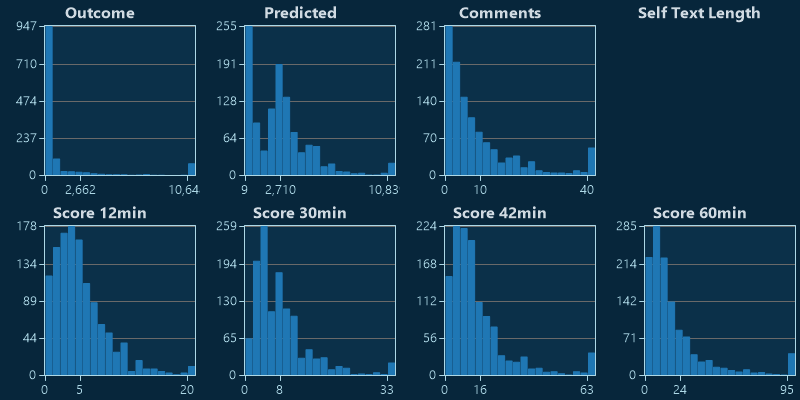 Outcome
947
710
474
237
0
0 2,662 10,64
Predicted
255
191
128
64
0
9 2,710 10,83
Comments
281
211
140
70
0
0 10 40
Self Text Length
Score 12min
178
134
89
44
0
0 5 20
Score 30min
259
194
130
65
0
0 8 33
Score 42min
224
168
112
56
0
0 16 63
Score 60min
285
214
142
71
0
0 24 95